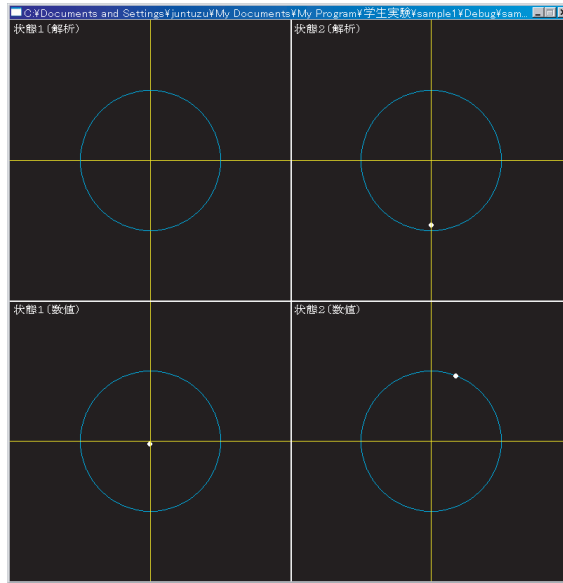 C:¥Documents and Settings¥juntuzu¥My Documents¥My Program¥学生実験¥sample1¥Debug¥sam...
状態1(解析)
状態2(解析)
状態1(数値)
状態2(数値)